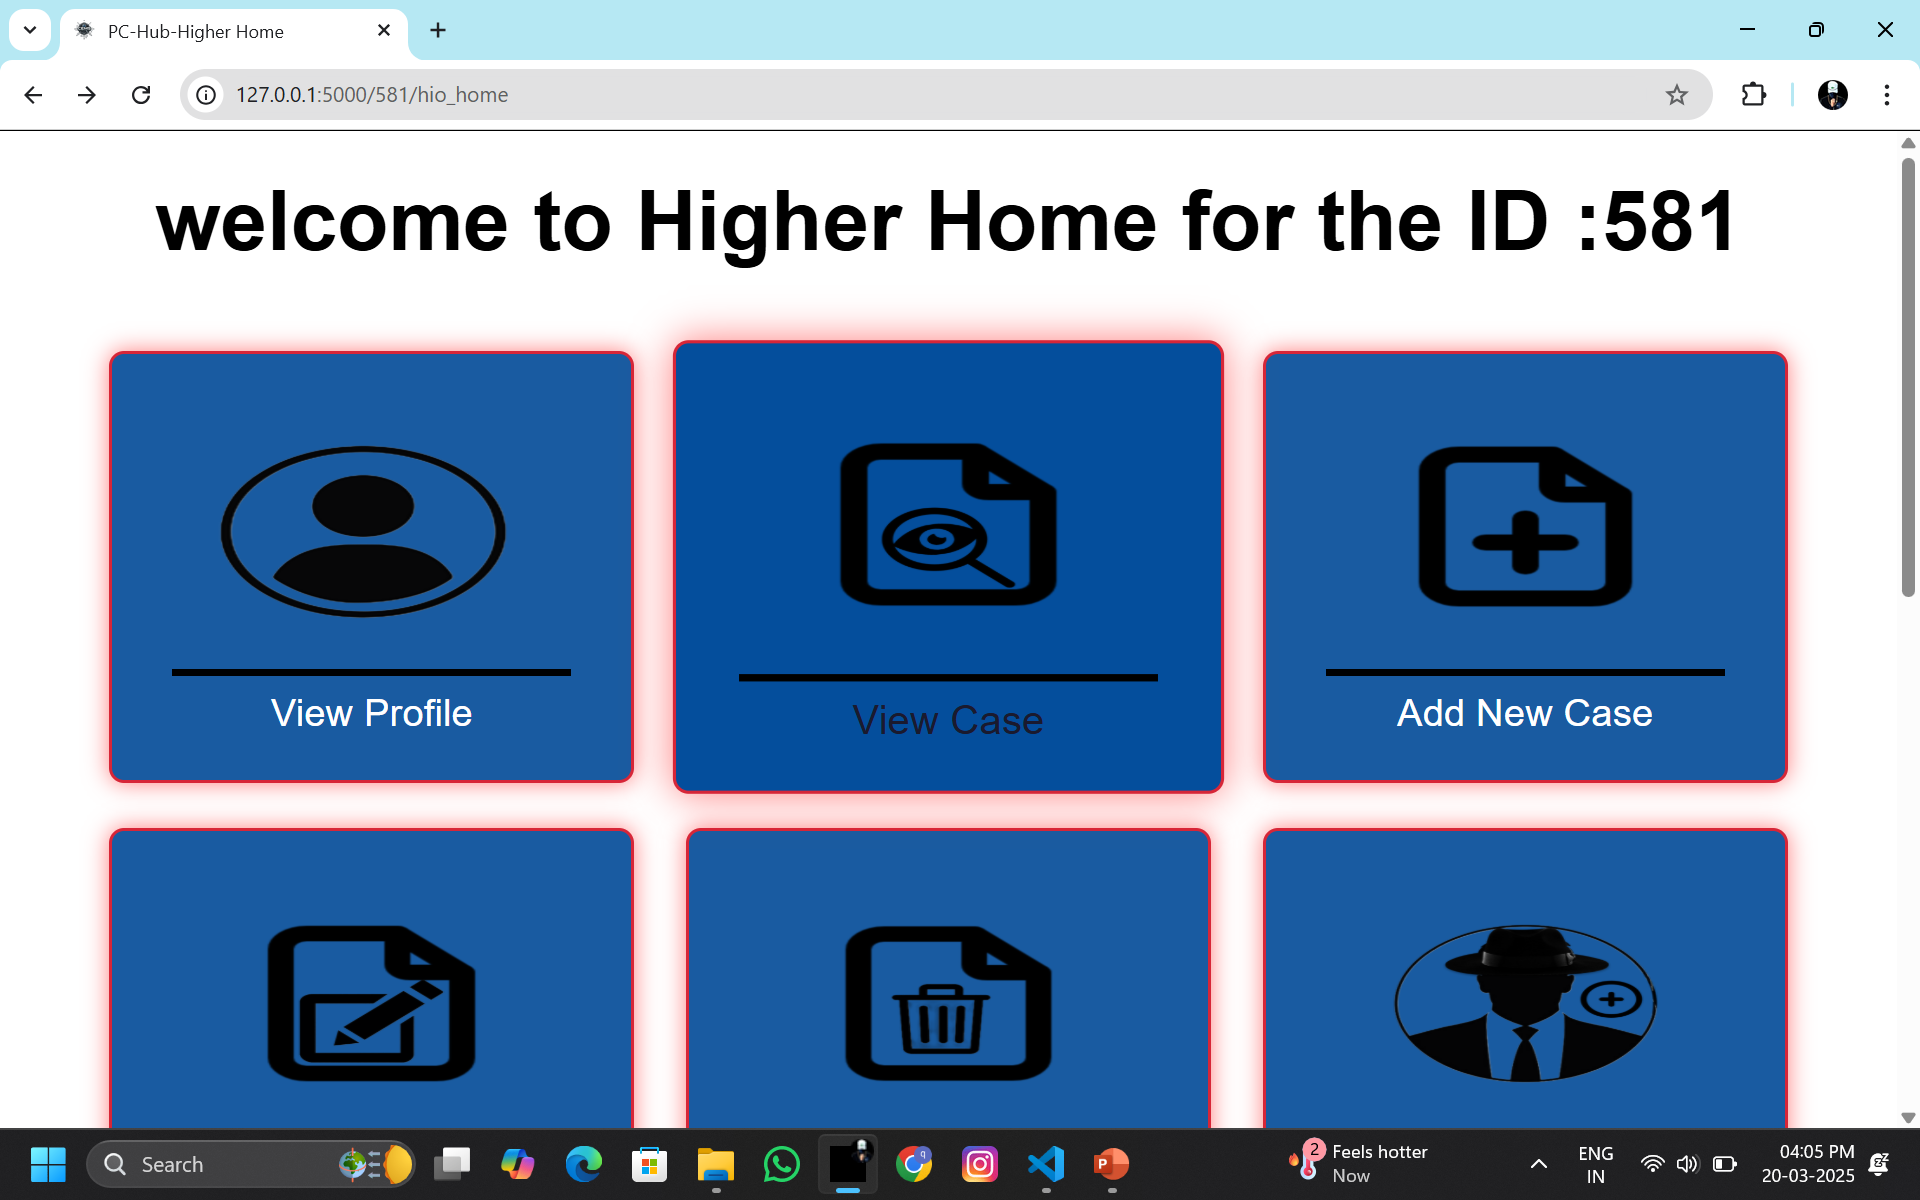 PC-Hub-Higher Home
127.0.0.1:5000/581/hio_home
welcome to Higher Home for the ID :581
View Profile
View Case
Add New Case
Search
2
Feels hotter
Now
ENG
IN
04:05 PM
20-03-2025